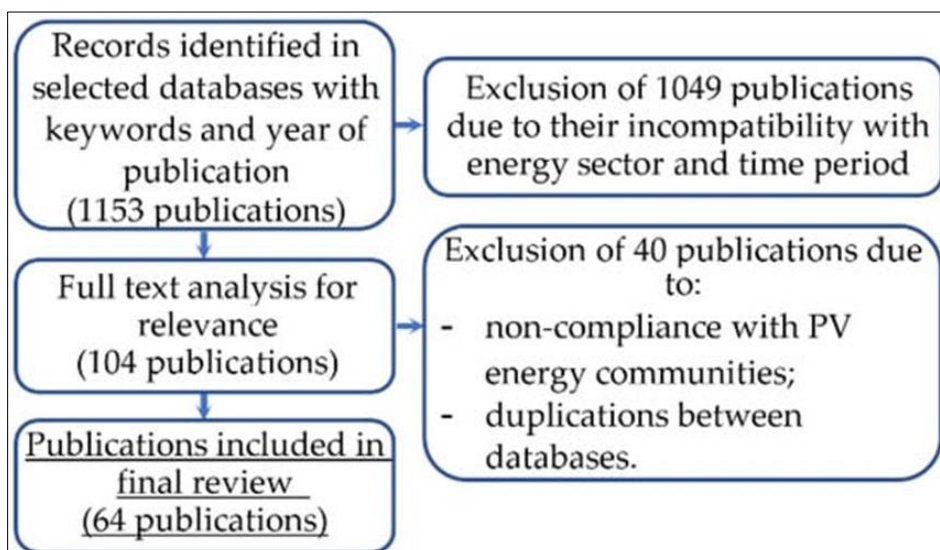 Records identified in
selected databases with
keywords and year of
publication
(1153 publications)
Exclusion of 1049 publications
due to their incompatibility with
energy sector and time period
Full text analysis for
relevance
(104 publications)
Exclusion of 40 publications due
to:
- non-compliance with PV
energy communities;
- duplications between
databases.
Publications included in
final review
(64 publications)